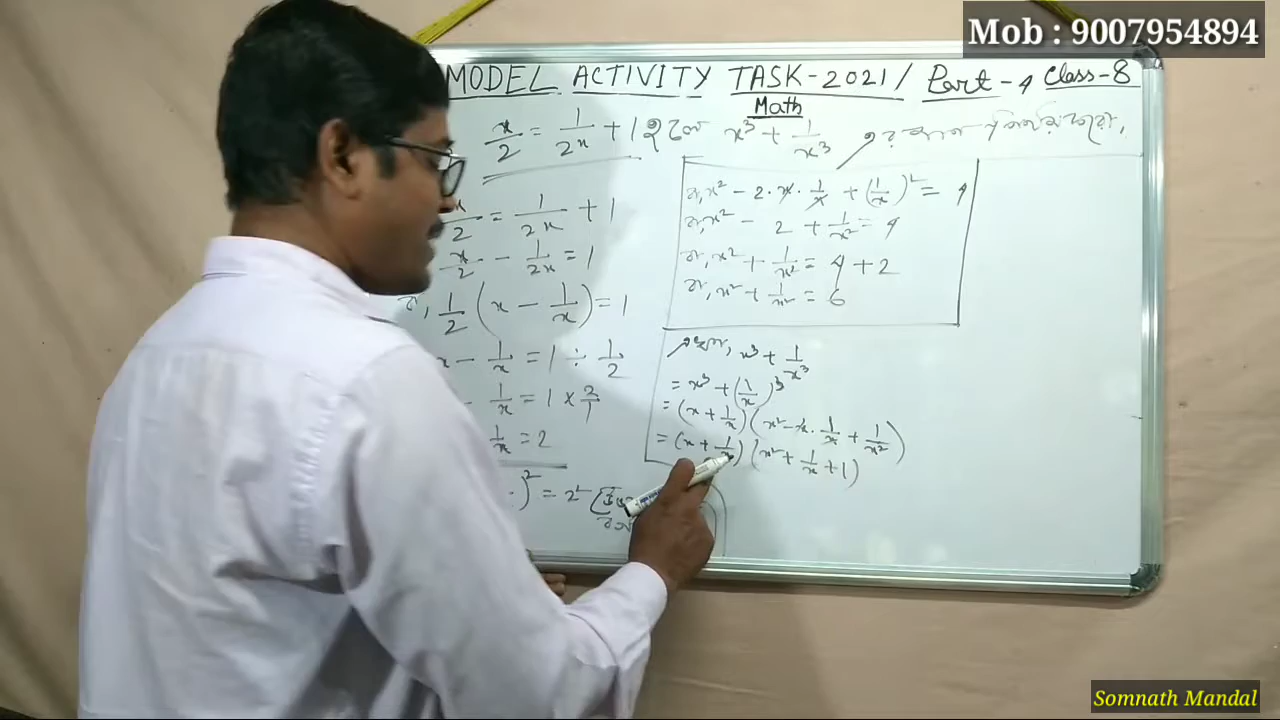 Mob : 9007954894
MODEL ACTIVITY TASK-2021/ Part-4 Class-8
Math
x/2 = 1/2x + 1 হলে x³ + 1/x³
x/2 = 1/2x + 1
x/2 - 1/2x = 1
বা, 1/2 (x - 1/x) = 1
x - 1/x = 1 ÷ 1/2
- 1/x = 1 × 2/1
1/x = 2
)² = 2²
বা, x² - 2·x·1/x + (1/x)² = 4
বা, x² - 2 + 1/x² = 4
বা, x² + 1/x² = 4 + 2
বা, x² + 1/x² = 6
x³ + 1/x³
= x³ + (1/x)³
= (x + 1/x)(x² - x·1/x + 1/x²)
= (x + 1/x)(x² + 1/x + 1)
Somnath Mandal